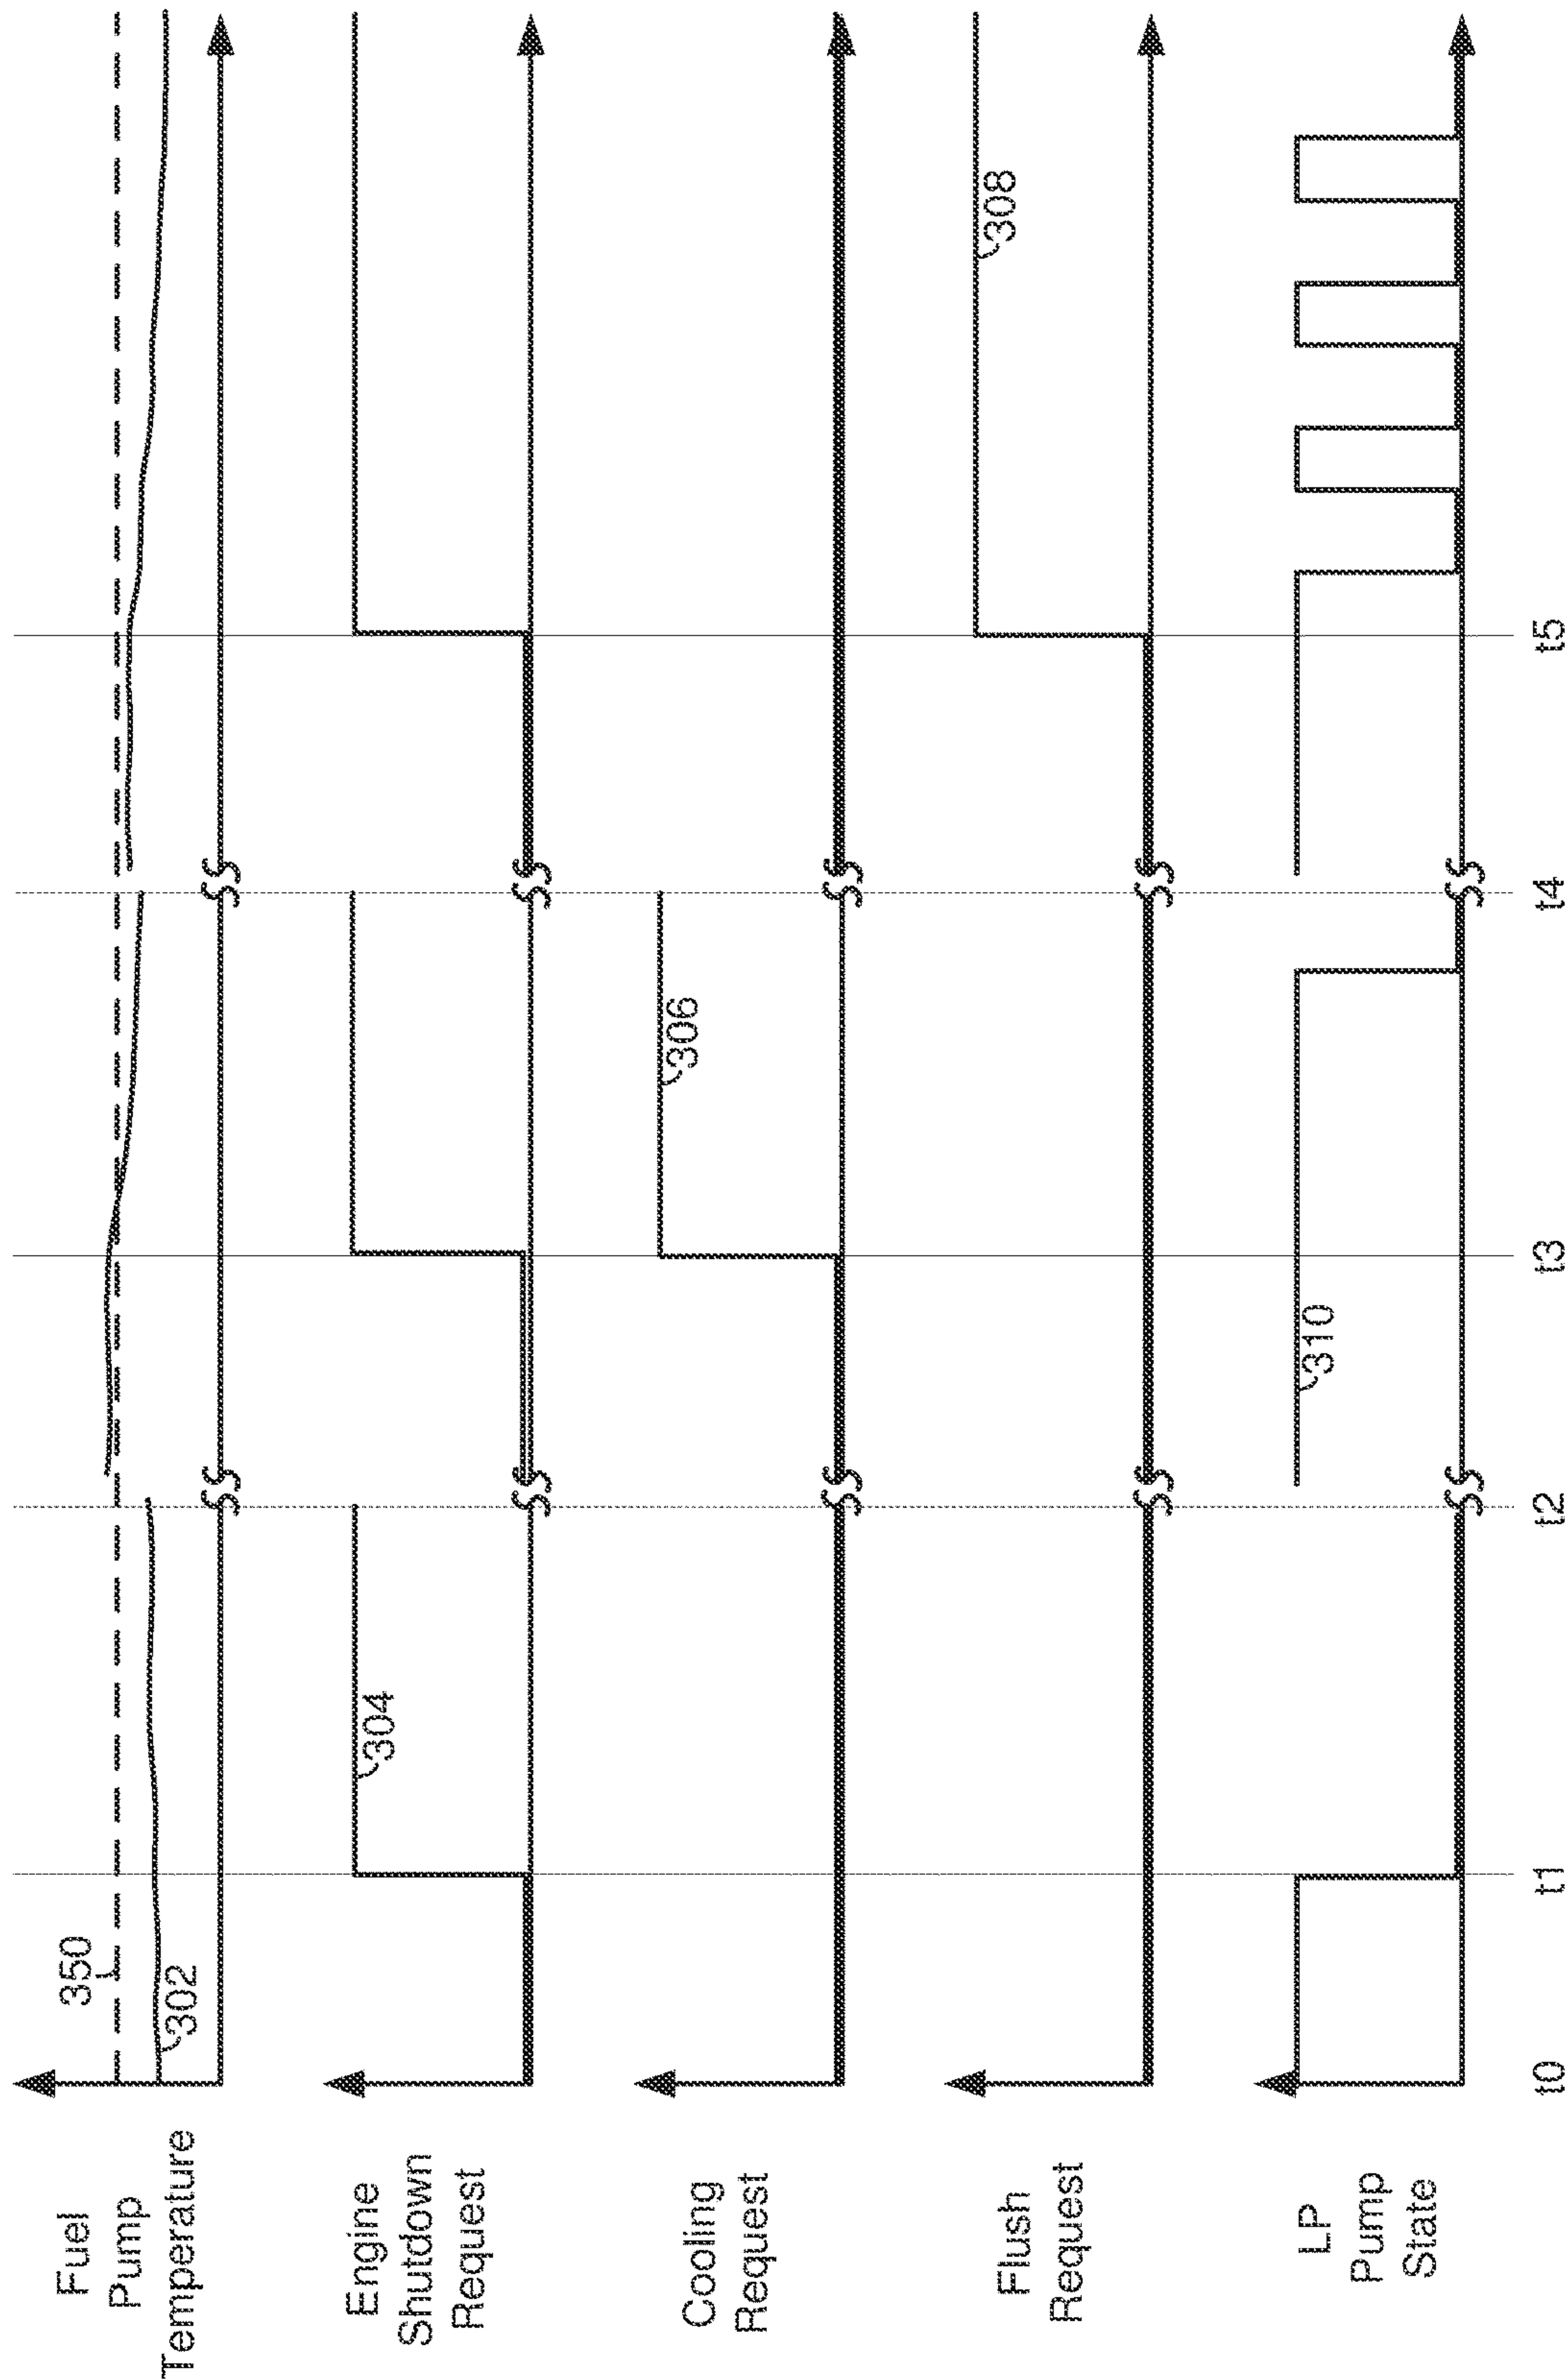 Fuel
Pump
Temperature
350
302
Engine
Shutdown
Request
304
Cooling
Request
306
Flush
Request
308
LP
Pump
State
310
t0
t1
t2
t3
t4
t5